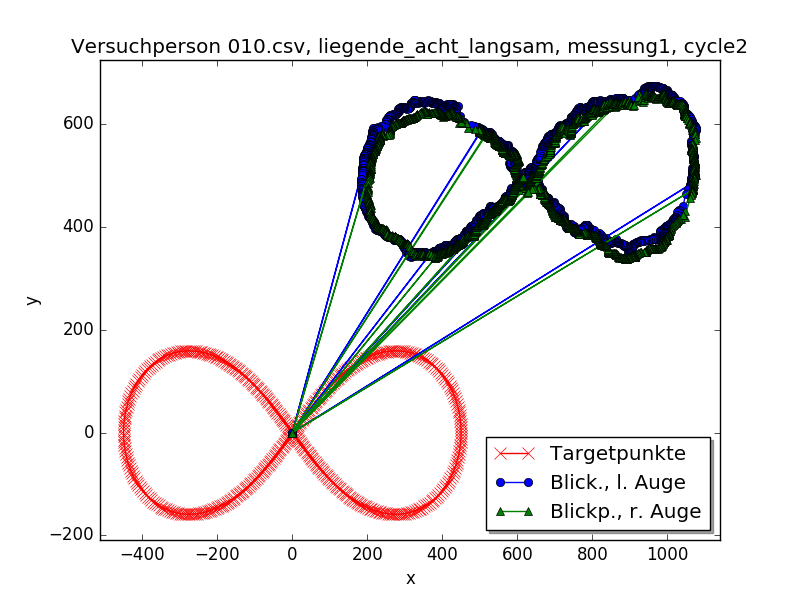 Versuchperson 010.csv, liegende_acht_langsam, messung1, cycle2
y
600
400
200
0
−200
−400
−200
0
200
400
600
800
1000
x
Targetpunkte
Blick., l. Auge
Blickp., r. Auge